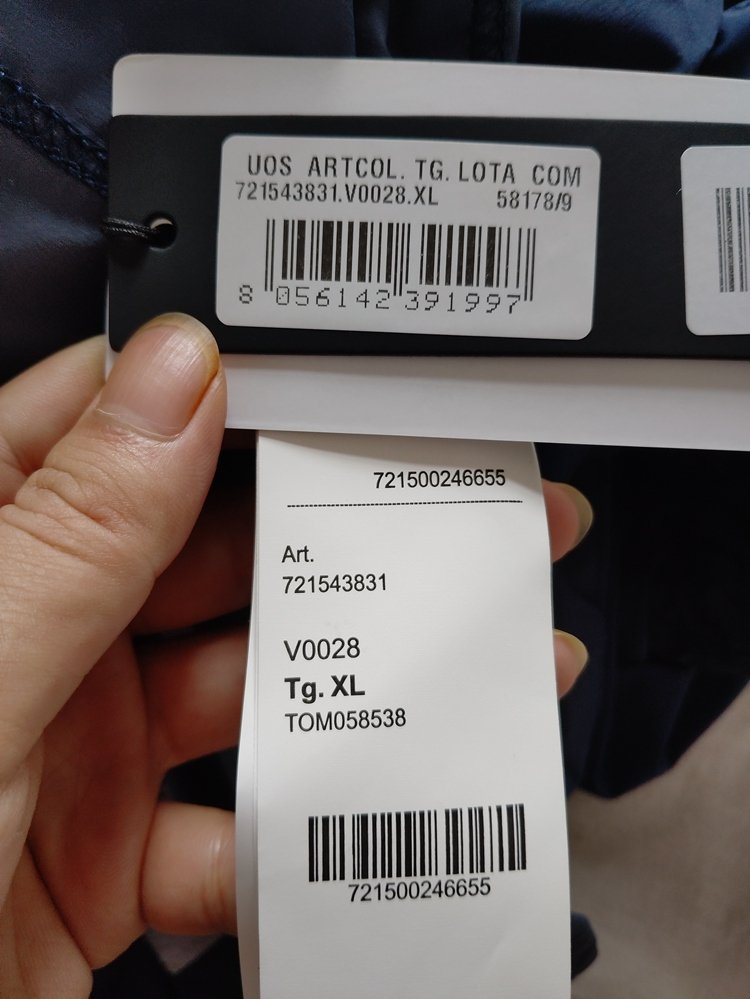 UOS ARTCOL. TG. LOTA COM
721543831.V0028.XL 58178/9
8 056142 391997
721500246655
Art.
721543831
V0028
Tg. XL
TOM058538
721500246655